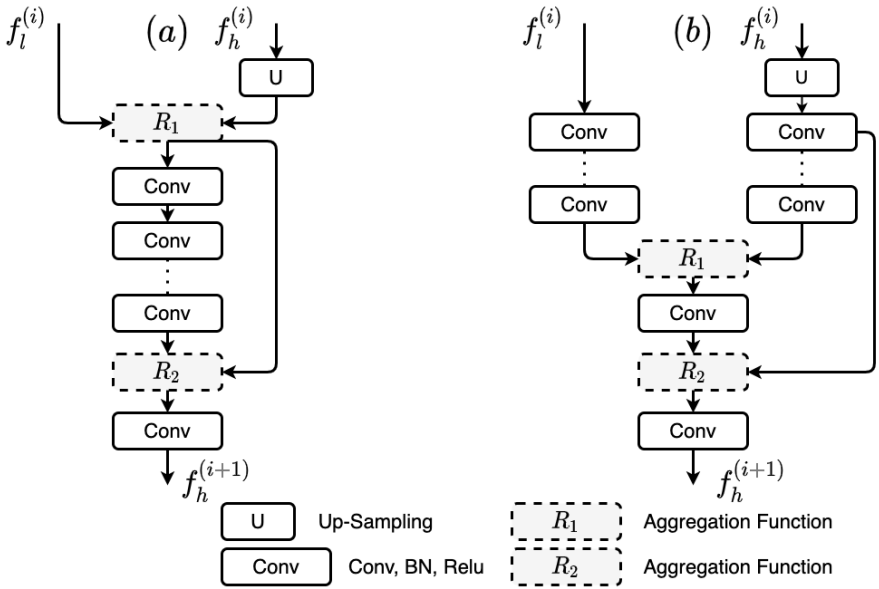 f_l^{(i)} (a) f_h^{(i)} f_l^{(i)} (b) f_h^{(i)}
U U
R_1 Conv Conv
Conv
Conv Conv Conv
R_1
Conv Conv
R_2 R_2
Conv Conv
f_h^{(i+1)} f_h^{(i+1)}
U Up-Sampling R_1 Aggregation Function
Conv Conv, BN, Relu R_2 Aggregation Function